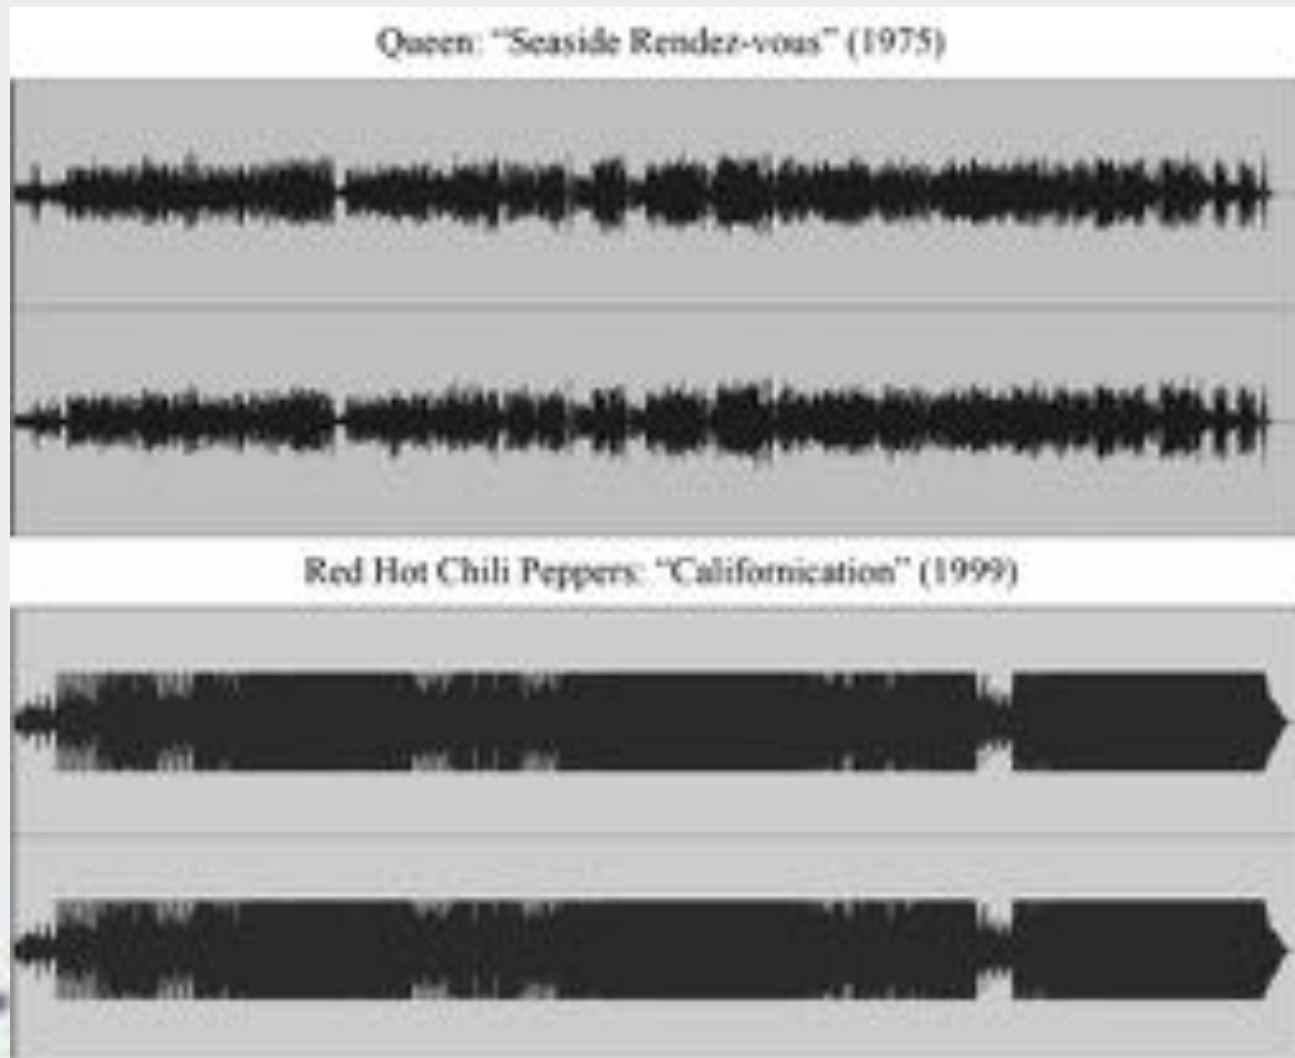 Queen: “Seaside Rendez-vous” (1975)
Red Hot Chili Peppers: “Californication” (1999)